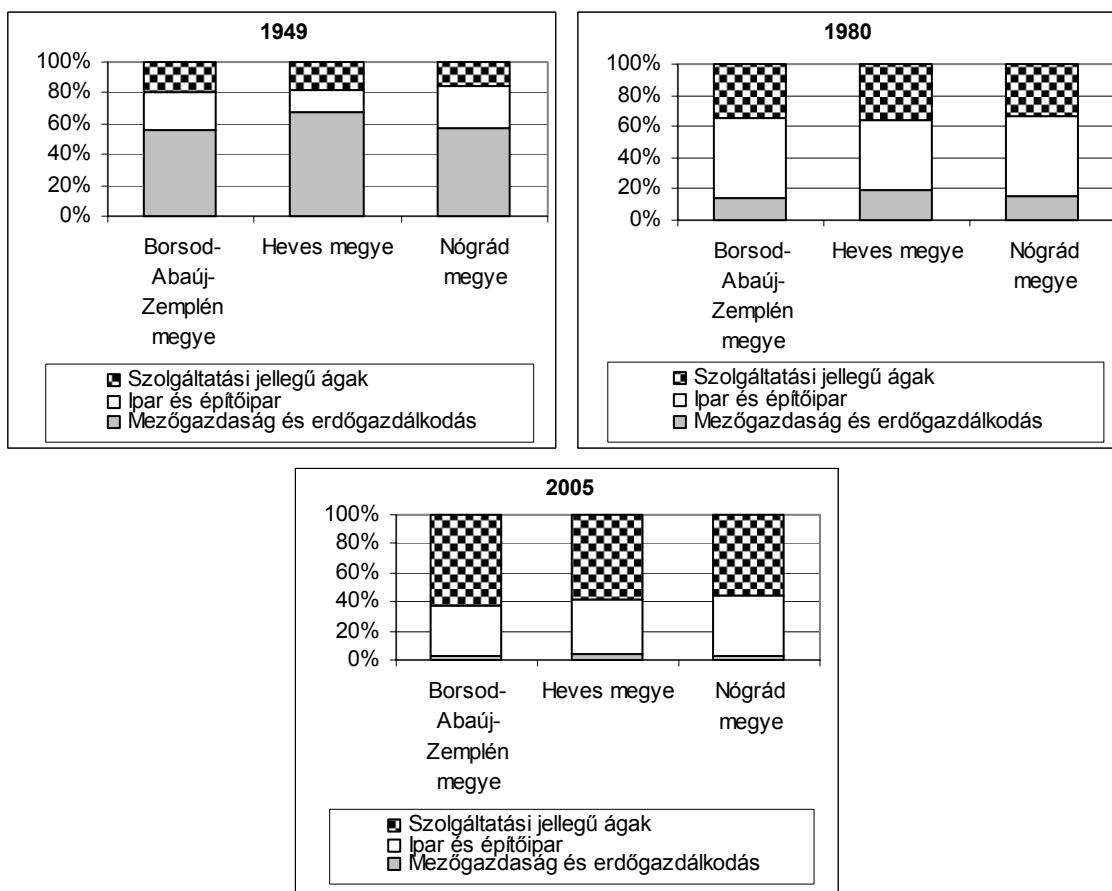 1949
100%
80%
60%
40%
20%
0%
Borsod-
Abaúj-
Zemplén
megye
Heves megye
Nógrád
megye
Szolgáltatási jellegű ágak
Ipar és építőipar
Mezőgazdaság és erdőgazdálkodás
1980
100%
80%
60%
40%
20%
0%
Borsod-
Abaúj-
Zemplén
megye
Heves megye
Nógrád
megye
Szolgáltatási jellegű ágak
Ipar és építőipar
Mezőgazdaság és erdőgazdálkodás
2005
100%
80%
60%
40%
20%
0%
Borsod-
Abaúj-
Zemplén
megye
Heves megye
Nógrád
megye
Szolgáltatási jellegű ágak
Ipar és építőipar
Mezőgazdaság és erdőgazdálkodás